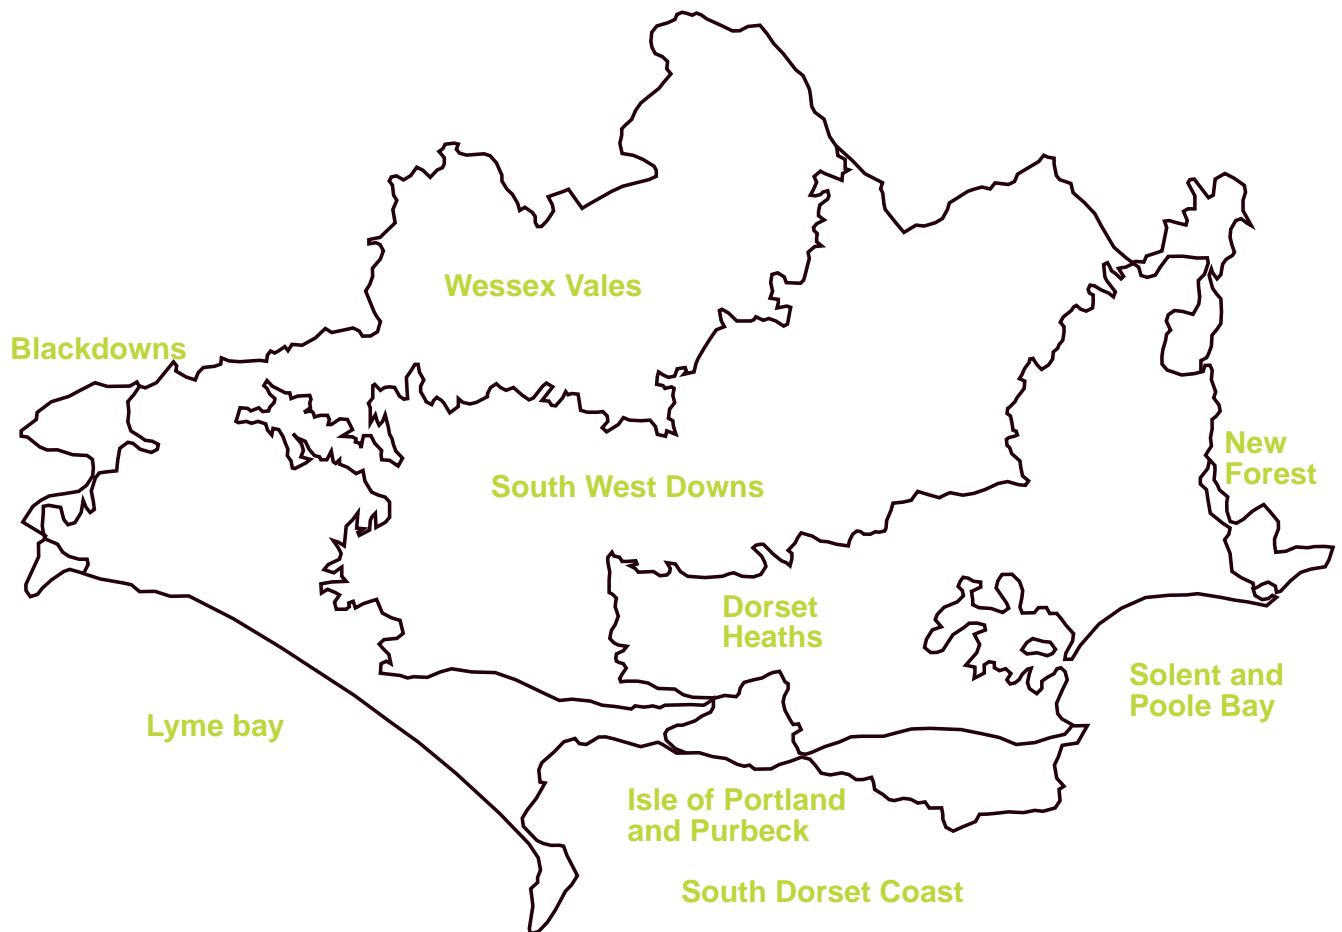 Wessex Vales
Blackdowns
New
Forest
South West Downs
Dorset
Heaths
Solent and
Poole Bay
Lyme bay
Isle of Portland
and Purbeck
South Dorset Coast